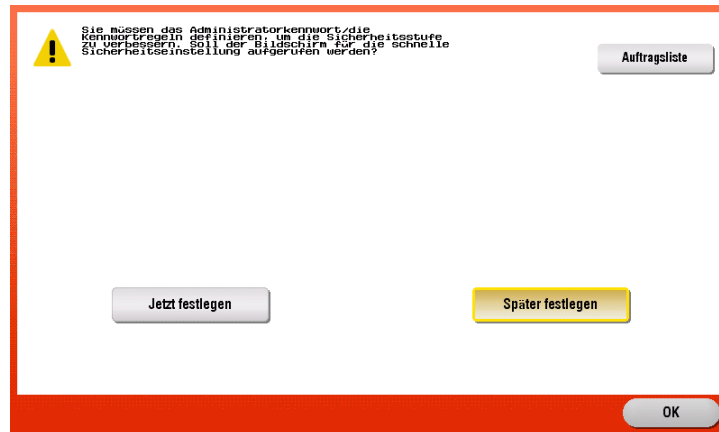 Sie müssen das Administratorkennwort/die
Kennwortregeln definieren, um die Sicherheitsstufe
zu verbessern. Soll der Bildschirm für die schnelle
Sicherheitseinstellung aufgerufen werden?
Auftragsliste
Jetzt festlegen
Später festlegen
OK